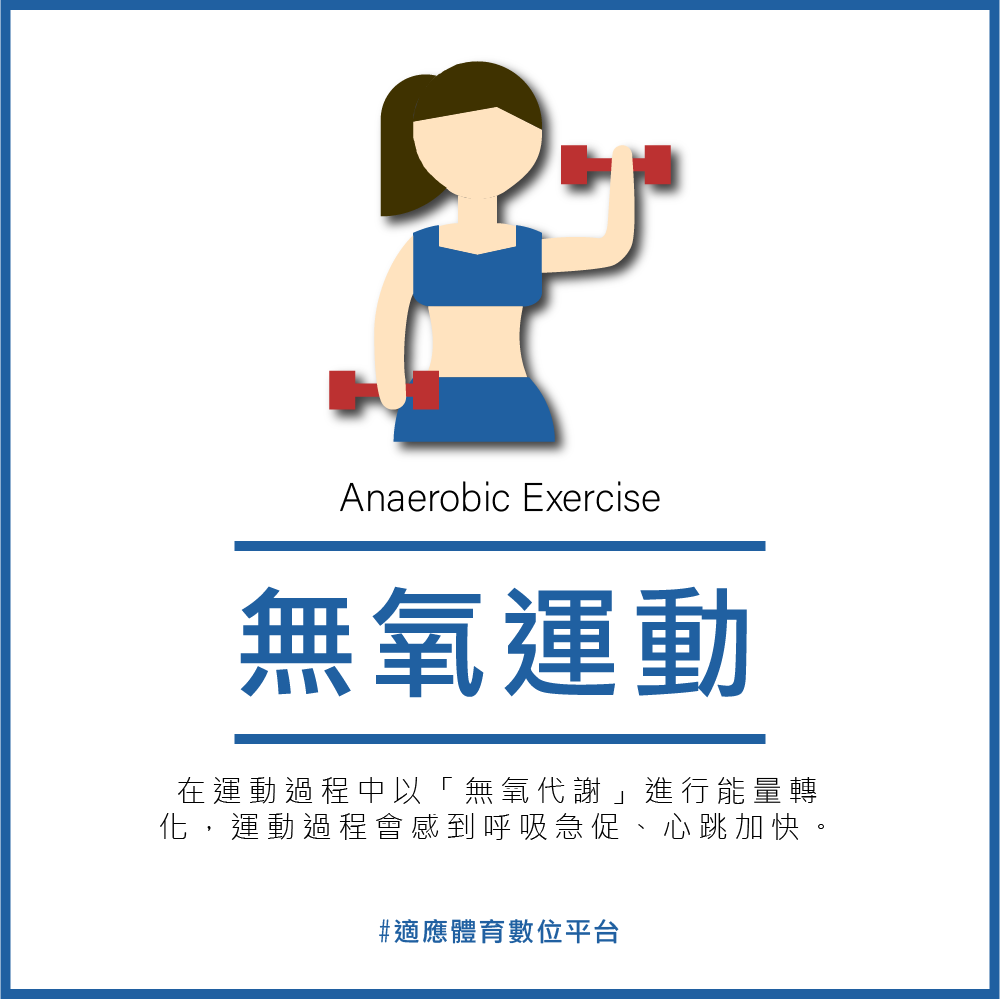 Anaerobic Exercise
無氧運動
在運動過程中以「無氧代謝」進行能量轉
化，運動過程會感到呼吸急促、心跳加快。
#適應體育數位平台